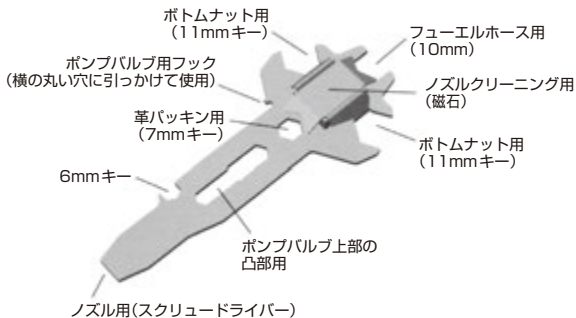 ボトムナット用
（11mmキー）
フューエルホース用
（10mm）
ポンプバルブ用フック
（横の丸い穴に引っかけて使用）
ノズルクリーニング用
（磁石）
革パッキン用
（7mmキー）
ボトムナット用
（11mmキー）
6mmキー
ポンプバルブ上部の
凸部用
ノズル用（スクリュードライバー）